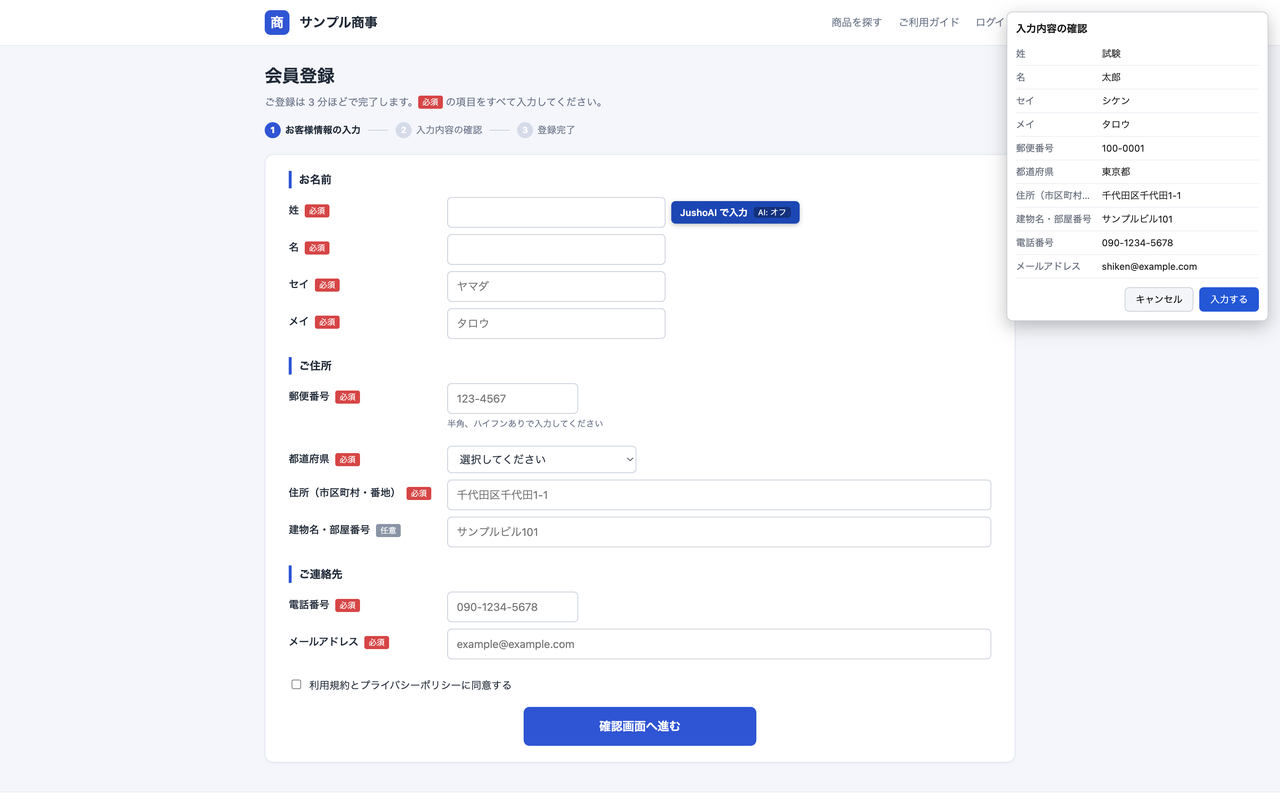 商 サンプル商事
商品を探す ご利用ガイド ログイ
会員登録
ご登録は 3 分ほどで完了します。 必須 の項目をすべて入力してください。
1 お客様情報の入力 2 入力内容の確認 3 登録完了
お名前
姓 必須
JushoAI で入力 AI: オフ
名 必須
セイ 必須 ヤマダ
メイ 必須 タロウ
ご住所
郵便番号 必須 123-4567
半角、ハイフンありで入力してください
都道府県 必須 選択してください
住所（市区町村・番地） 必須 千代田区千代田1-1
建物名・部屋番号 任意 サンプルビル101
ご連絡先
電話番号 必須 090-1234-5678
メールアドレス 必須 example@example.com
利用規約とプライバシーポリシーに同意する
確認画面へ進む
入力内容の確認
姓 試験
名 太郎
セイ シケン
メイ タロウ
郵便番号 100-0001
都道府県 東京都
住所（市区町村... 千代田区千代田1-1
建物名・部屋番号 サンプルビル101
電話番号 090-1234-5678
メールアドレス shiken@example.com
キャンセル 入力する